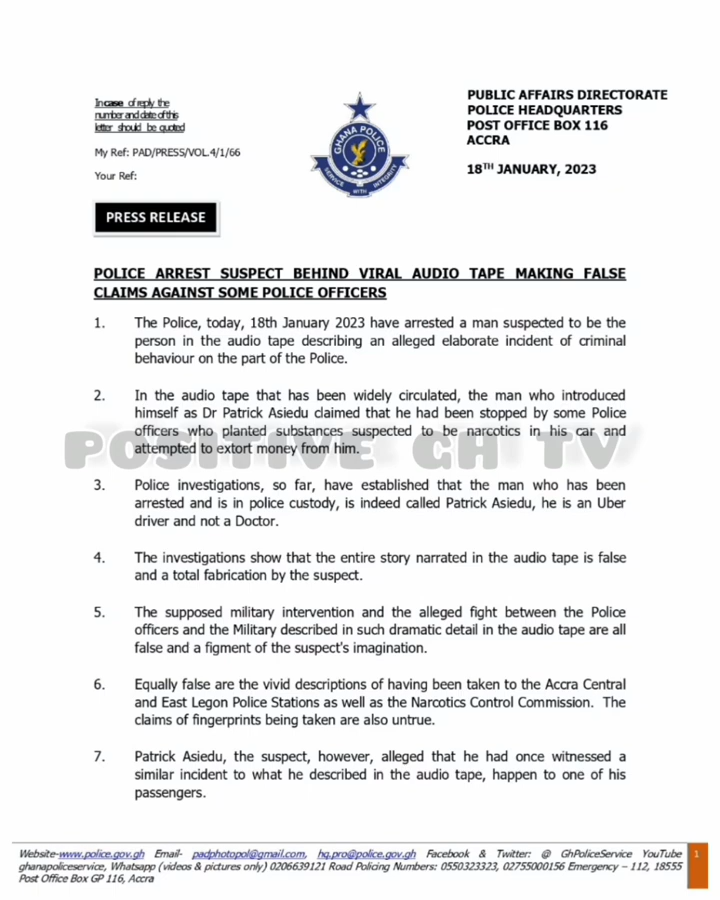 In case of reply the
number and date of this
letter should be quoted
My Ref: PAD/PRESS/VOL.4/1/66
Your Ref:
PRESS RELEASE
GHANA POLICE
SERVICE WITH INTEGRITY
PUBLIC AFFAIRS DIRECTORATE
POLICE HEADQUARTERS
POST OFFICE BOX 116
ACCRA
18TH JANUARY, 2023
POLICE ARREST SUSPECT BEHIND VIRAL AUDIO TAPE MAKING FALSE
CLAIMS AGAINST SOME POLICE OFFICERS
1. The Police, today, 18th January 2023 have arrested a man suspected to be the
person in the audio tape describing an alleged elaborate incident of criminal
behaviour on the part of the Police.
2. In the audio tape that has been widely circulated, the man who introduced
himself as Dr Patrick Asiedu claimed that he had been stopped by some Police
officers who planted substances suspected to be narcotics in his car and
attempted to extort money from him.
POSITIVE GH TV
3. Police investigations, so far, have established that the man who has been
arrested and is in police custody, is indeed called Patrick Asiedu, he is an Uber
driver and not a Doctor.
4. The investigations show that the entire story narrated in the audio tape is false
and a total fabrication by the suspect.
5. The supposed military intervention and the alleged fight between the Police
officers and the Military described in such dramatic detail in the audio tape are all
false and a figment of the suspect's imagination.
6. Equally false are the vivid descriptions of having been taken to the Accra Central
and East Legon Police Stations as well as the Narcotics Control Commission. The
claims of fingerprints being taken are also untrue.
7. Patrick Asiedu, the suspect, however, alleged that he had once witnessed a
similar incident to what he described in the audio tape, happen to one of his
passengers.
Website-www.police.gov.gh Email- padphotopol@gmail.com, hq.pro@police.gov.gh Facebook & Twitter: @ GhPoliceService YouTube
ghanapoliceservice, Whatsapp (videos & pictures only) 0206639121 Road Policing Numbers: 0550323323, 02755000156 Emergency – 112, 18555
Post Office Box GP 116, Accra
1